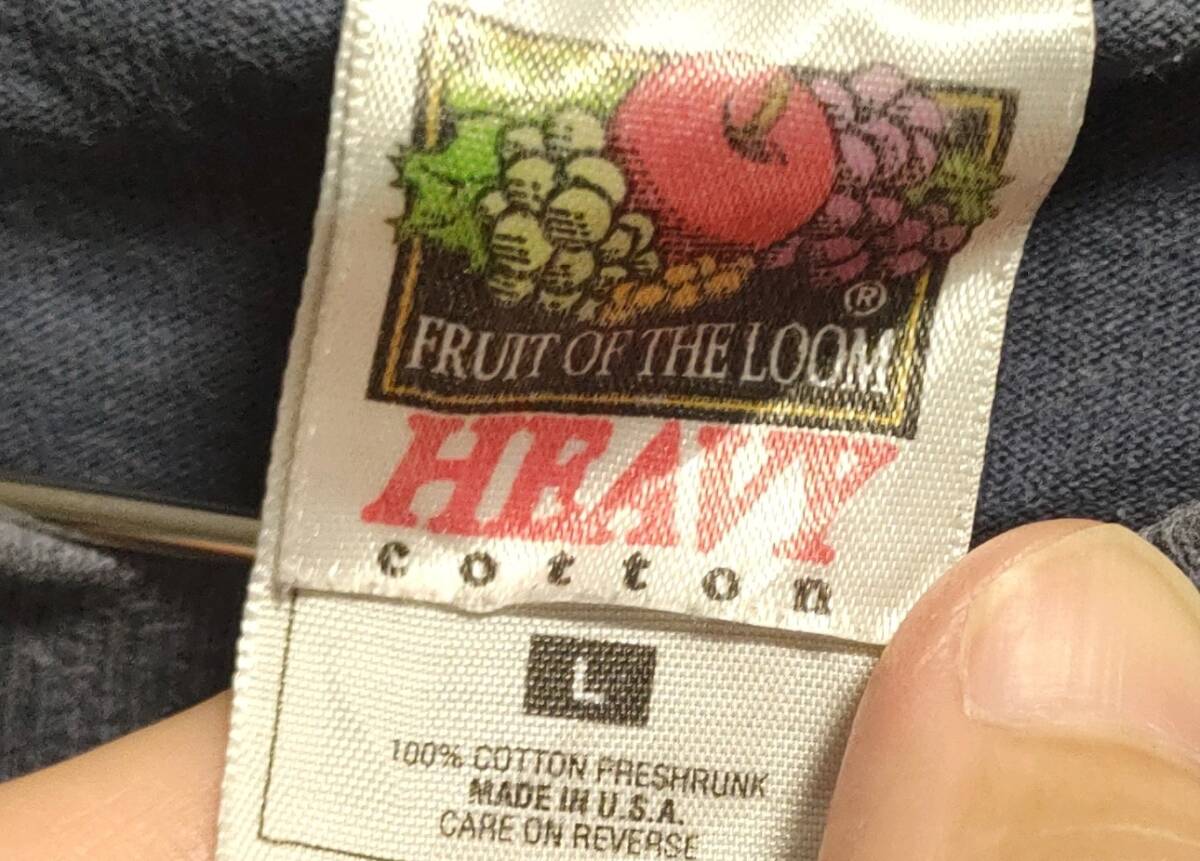 ®
FRUIT OF THE LOOM
HEAVY
cotton
L
100% COTTON PRESHRUNK
MADE IN U.S.A.
CARE ON REVERSE